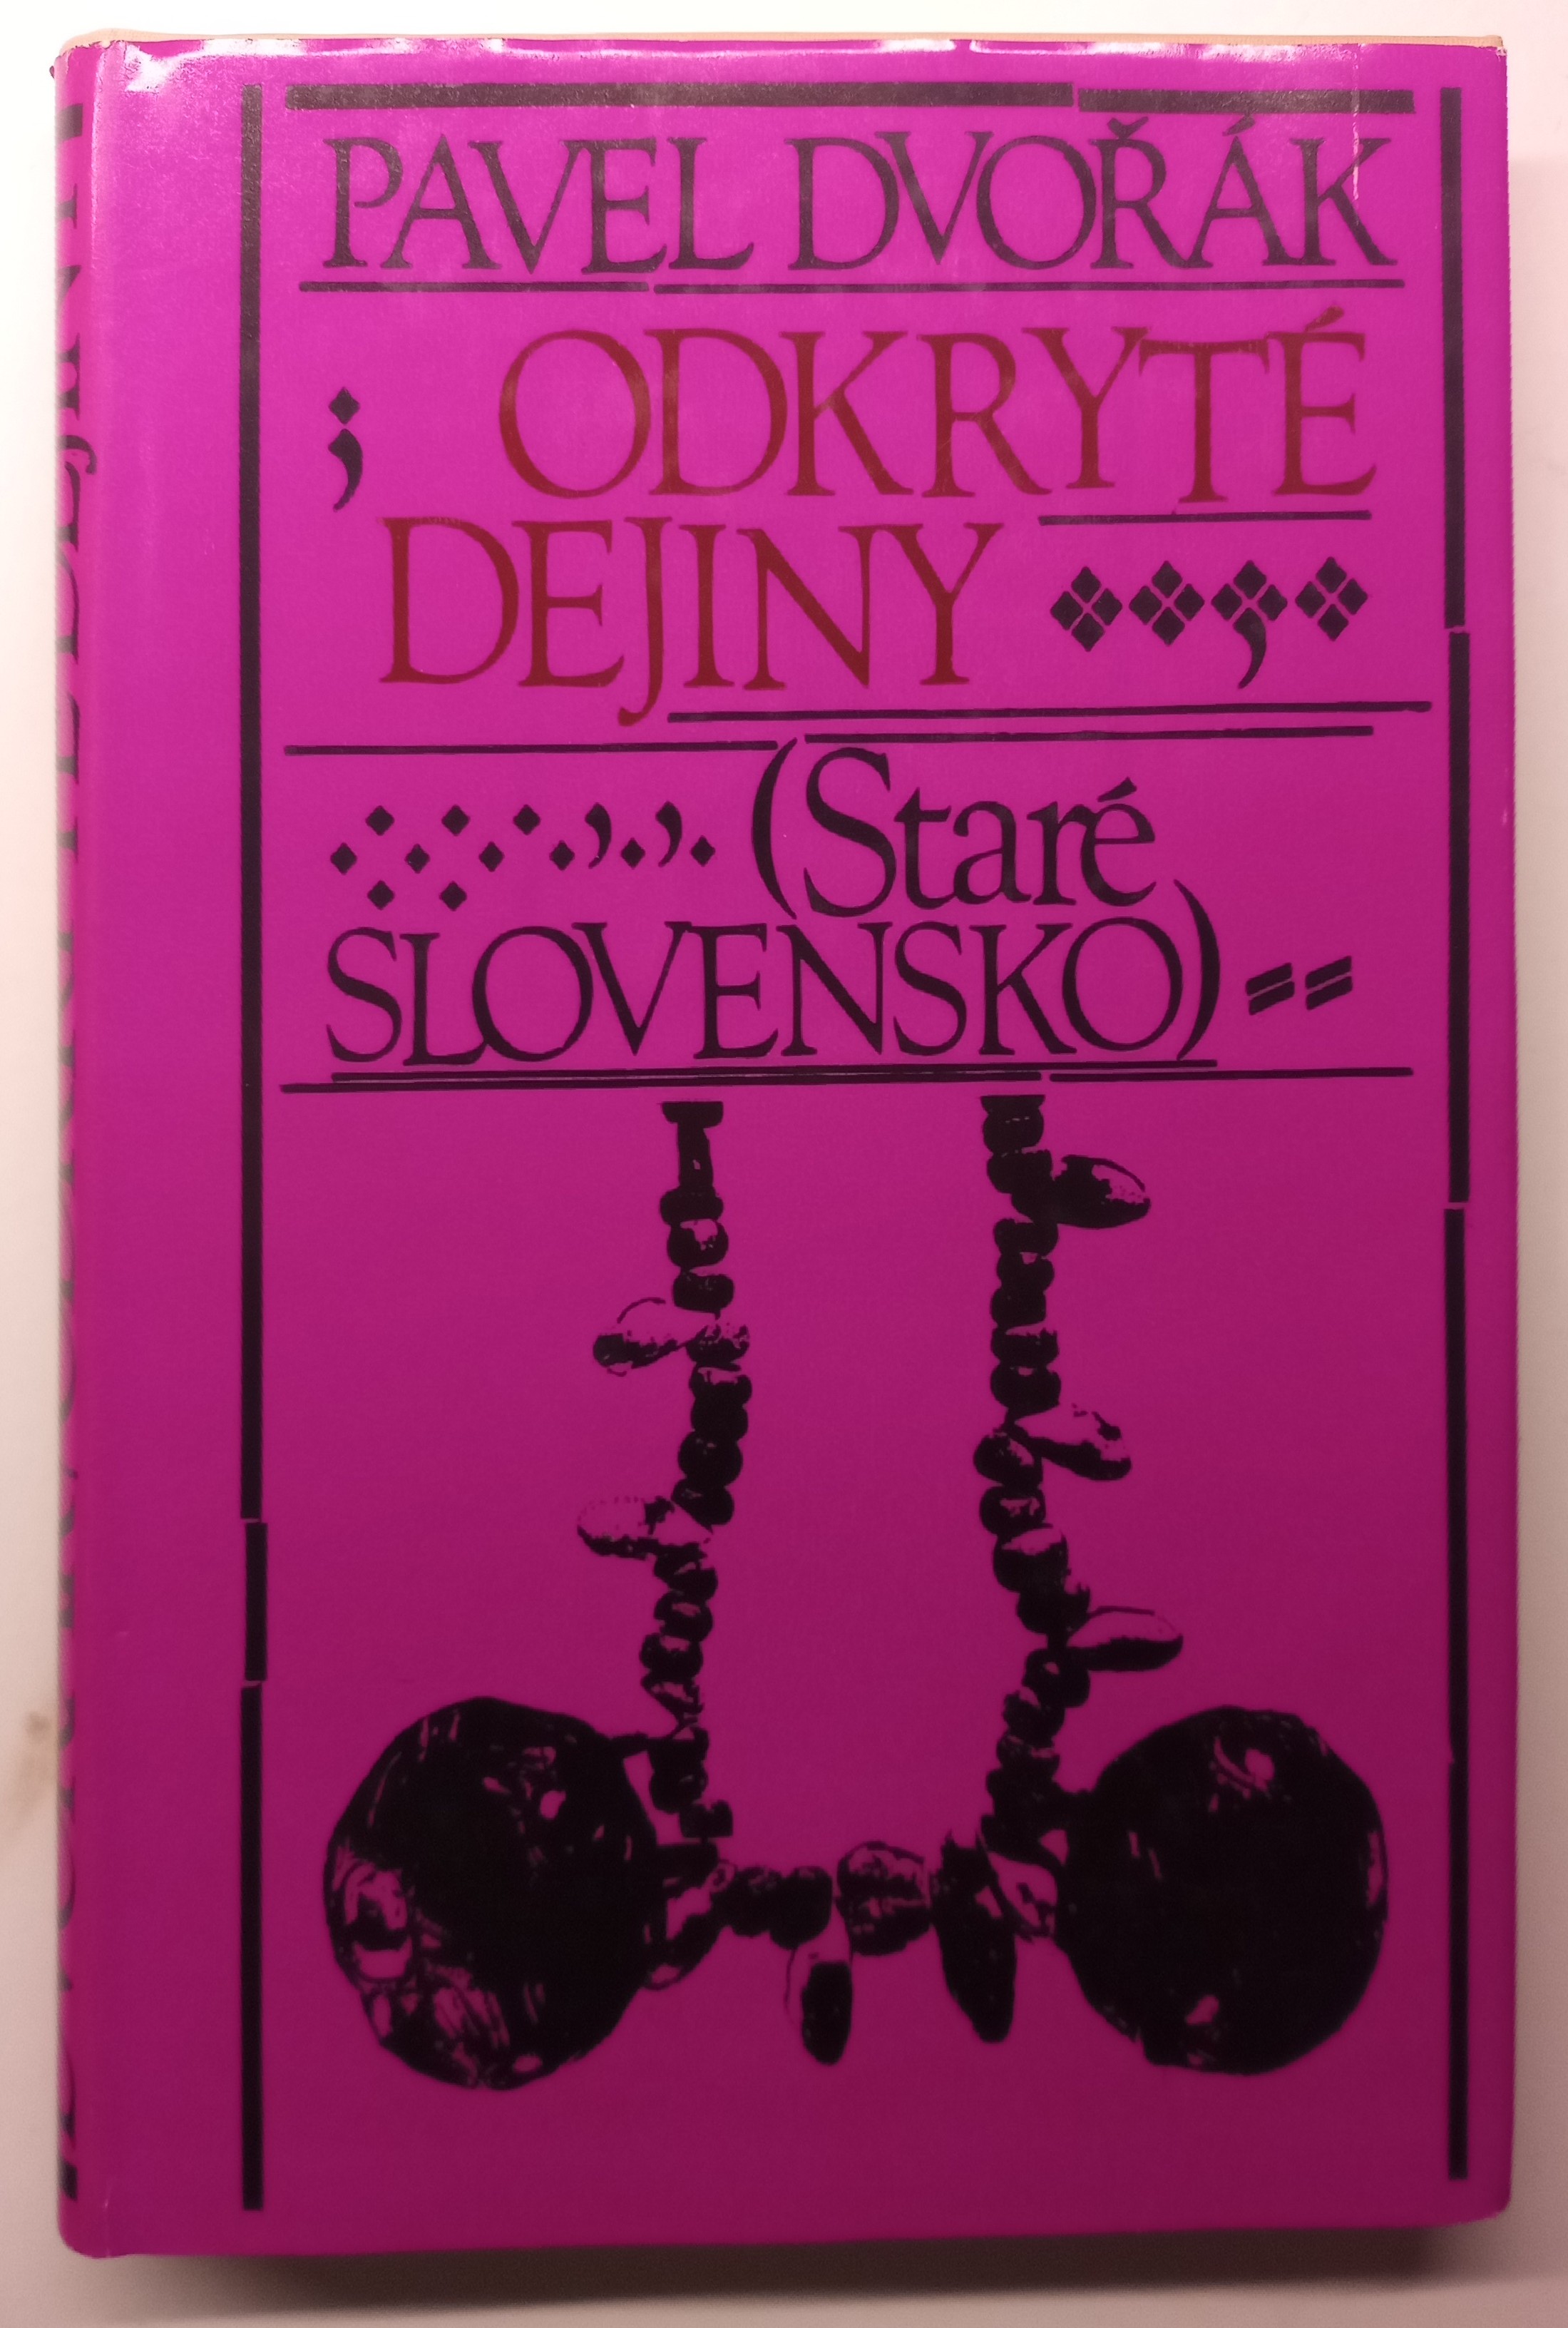 PAVEL DVOŘÁK
ODKRYTÉ
DEJINY
(Staré
SLOVENSKO)